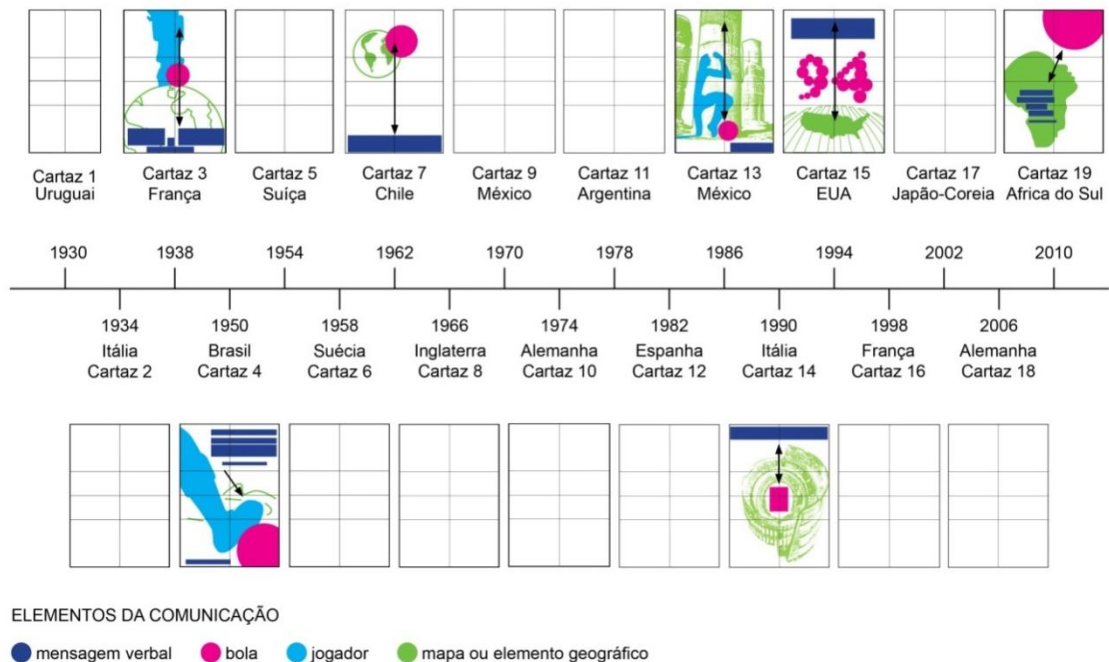 Cartaz 1
Uruguai
Cartaz 3
França
Cartaz 5
Suíça
Cartaz 7
Chile
Cartaz 9
México
Cartaz 11
Argentina
Cartaz 13
México
94
Cartaz 15
EUA
Cartaz 17
Japão-Coreia
Cartaz 19
Africa do Sul
1930 1938 1954 1962 1970 1978 1986 1994 2002 2010
1934
Itália
Cartaz 2
1950
Brasil
Cartaz 4
1958
Suécia
Cartaz 6
1966
Inglaterra
Cartaz 8
1974
Alemanha
Cartaz 10
1982
Espanha
Cartaz 12
1990
Itália
Cartaz 14
1998
França
Cartaz 16
2006
Alemanha
Cartaz 18
ELEMENTOS DA COMUNICAÇÃO
mensagem verbal bola jogador mapa ou elemento geográfico